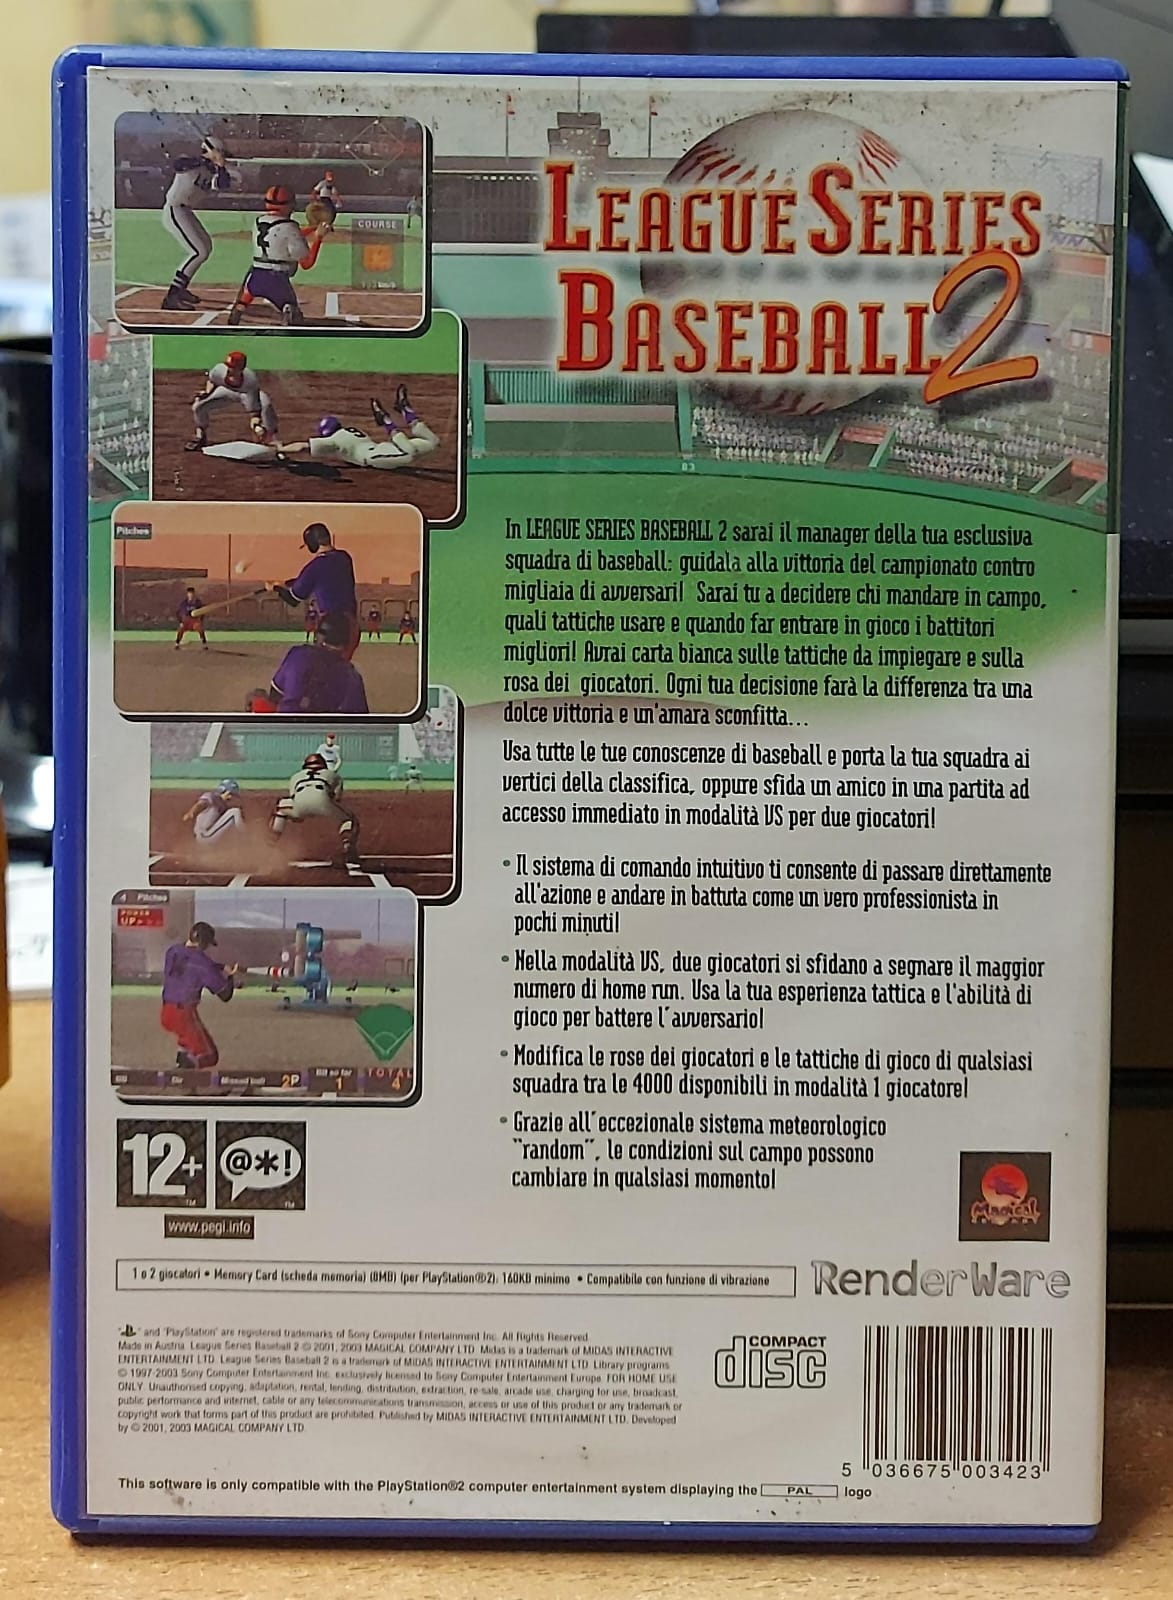 LEAGUE SERIES
BASEBALL 2
COURSE
83
Pitches
In LEAGUE SERIES BASEBALL 2 sarai il manager della tua esclusiva
squadra di baseball: guidala alla vittoria del campionato contro
migliaia di avversari! Sarai tu a decidere chi mandare in campo,
quali tattiche usare e quando far entrare in gioco i battitori
migliori! Avrai carta bianca sulle tattiche da impiegare e sulla
rosa dei giocatori. Ogni tua decisione farà la differenza tra una
dolce vittoria e un'amara sconfitta...
Usa tutte le tue conoscenze di baseball e porta la tua squadra ai
vertici della classifica, oppure sfida un amico in una partita ad
accesso immediato in modalità VS per due giocatori!
• Il sistema di comando intuitivo ti consente di passare direttamente
all'azione e andare in battuta come un vero professionista in
pochi minuti!
• Nella modalità VS, due giocatori si sfidano a segnare il maggior
numero di home run. Usa la tua esperienza tattica e l'abilità di
gioco per battere l'avversario!
• Modifica le rose dei giocatori e le tattiche di gioco di qualsiasi
squadra tra le 4000 disponibili in modalità 1 giocatore!
• Grazie all'eccezionale sistema meteorologico
"random", le condizioni sul campo possono
cambiare in qualsiasi momento!
4 Pitches
POWER
UP
2P
1
TOTAL
4
12+
@*!
www.pegi.info
Magical
1 o 2 giocatori • Memory Card (scheda memoria) (8MB) (per PlayStation®2): 160KB minimo • Compatibile con funzione di vibrazione
RenderWare
" " and "PlayStation" are registered trademarks of Sony Computer Entertainment Inc. All Rights Reserved.
Made in Austria. League Series Baseball 2 © 2001, 2003 MAGICAL COMPANY LTD. Midas is a trademark of MIDAS INTERACTIVE
ENTERTAINMENT LTD. League Series Baseball 2 is a trademark of MIDAS INTERACTIVE ENTERTAINMENT LTD. Library programs
© 1997-2003 Sony Computer Entertainment Inc. exclusively licensed to Sony Computer Entertainment Europe. FOR HOME USE
ONLY. Unauthorised copying, adaptation, rental, lending, distribution, extraction, re-sale, arcade use, charging for use, broadcast,
public performance and internet, cable or any telecommunications transmission, access or use of this product or any trademark or
copyright work that forms part of this product are prohibited. Published by MIDAS INTERACTIVE ENTERTAINMENT LTD. Developed
by © 2001, 2003 MAGICAL COMPANY LTD.
COMPACT
disc
5 036675 003423
This software is only compatible with the PlayStation®2 computer entertainment system displaying the PAL logo